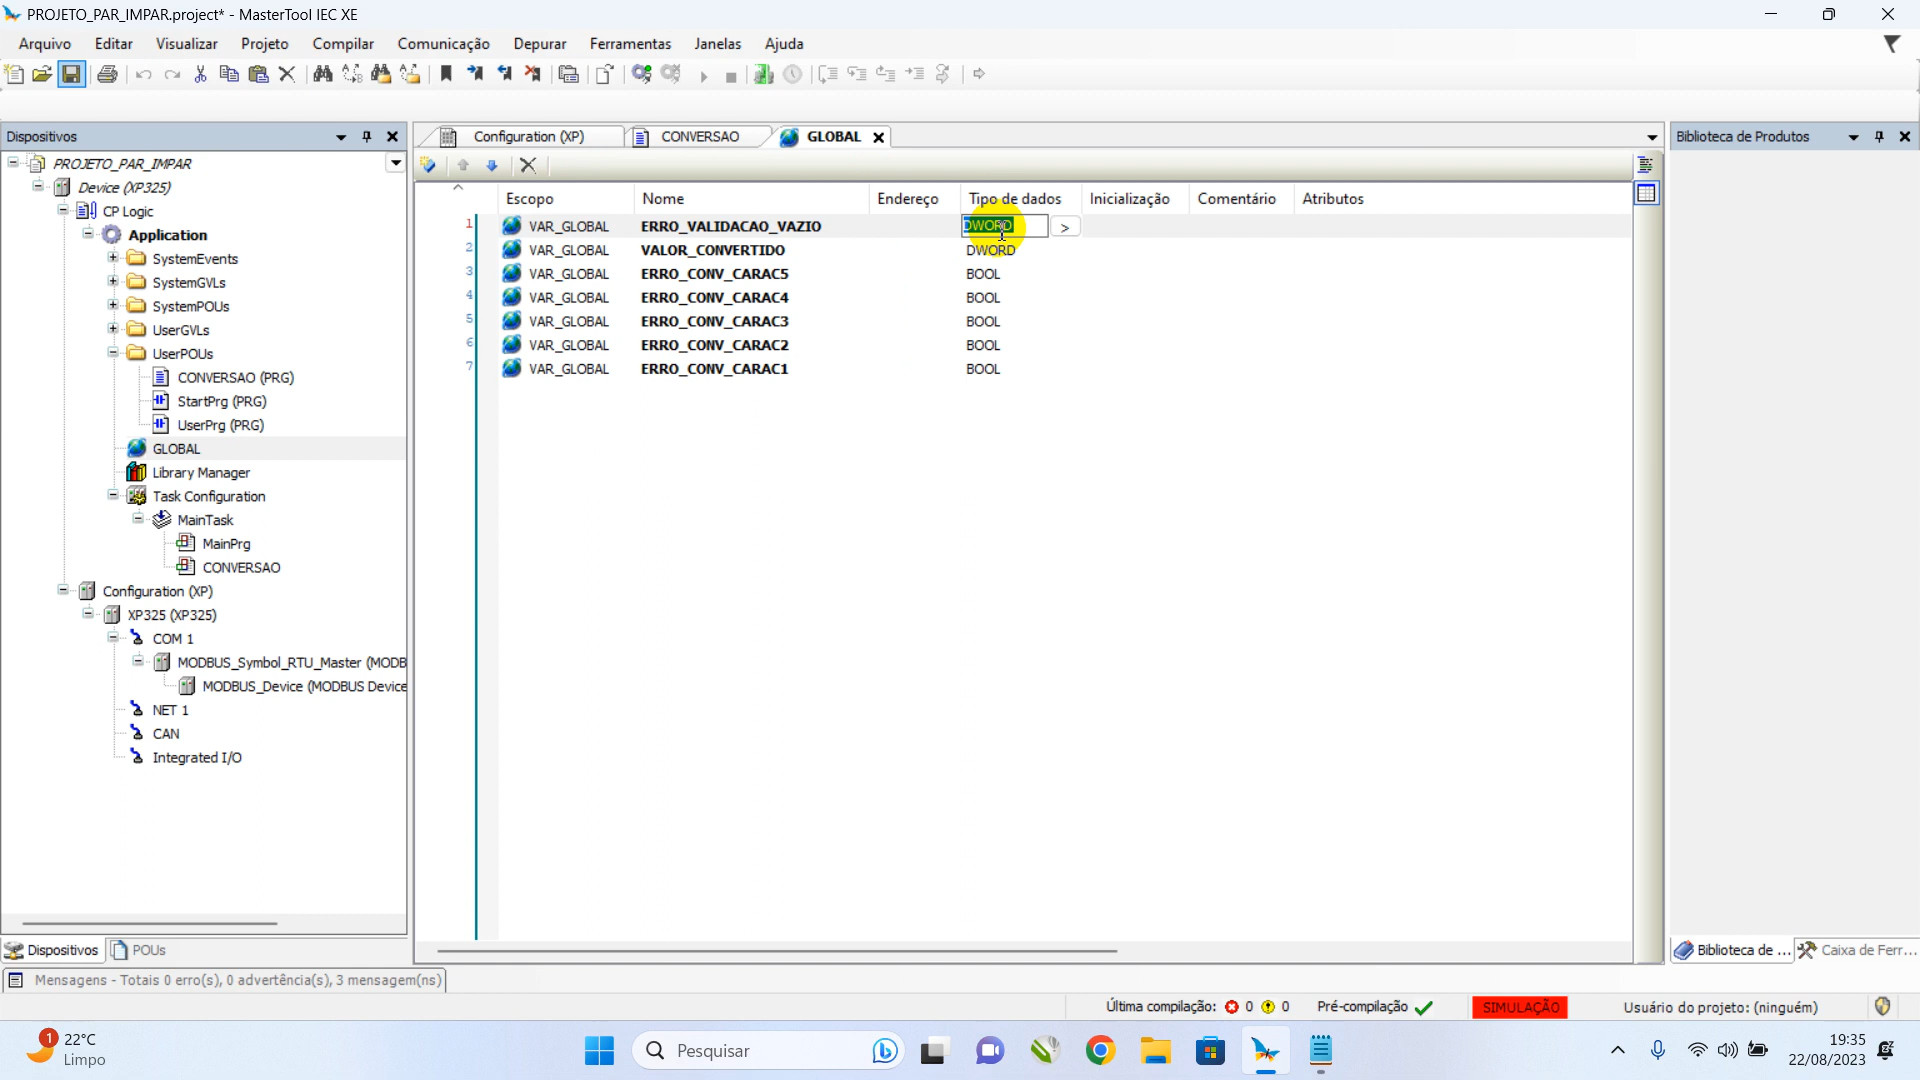 PROJETO_PAR_IMPAR.project* - MasterTool IEC XE
Arquivo Editar Visualizar Projeto Compilar Comunicação Depurar Ferramentas Janelas Ajuda
Dispositivos
PROJETO_PAR_IMPAR
Device (XP325)
CP Logic
Application
SystemEvents
SystemGVLs
SystemPOUs
UserGVLs
UserPOUs
CONVERSAO (PRG)
StartPrg (PRG)
UserPrg (PRG)
GLOBAL
Library Manager
Task Configuration
MainTask
MainPrg
CONVERSAO
Configuration (XP)
XP325 (XP325)
COM 1
MODBUS_Symbol_RTU_Master (MODB
MODBUS_Device (MODBUS Device
NET 1
CAN
Integrated I/O
Dispositivos POUs
Configuration (XP) CONVERSAO GLOBAL
Escopo Nome Endereço Tipo de dados Inicialização Comentário Atributos
1 VAR_GLOBAL ERRO_VALIDACAO_VAZIO DWORD >
2 VAR_GLOBAL VALOR_CONVERTIDO DWORD
3 VAR_GLOBAL ERRO_CONV_CARAC5 BOOL
4 VAR_GLOBAL ERRO_CONV_CARAC4 BOOL
5 VAR_GLOBAL ERRO_CONV_CARAC3 BOOL
6 VAR_GLOBAL ERRO_CONV_CARAC2 BOOL
7 VAR_GLOBAL ERRO_CONV_CARAC1 BOOL
Biblioteca de Produtos
Biblioteca de ... Caixa de Ferr...
Mensagens - Totais 0 erro(s), 0 advertência(s), 3 mensagem(ns)
Última compilação: 0 0 Pré-compilação SIMULAÇÃO Usuário do projeto: (ninguém)
1 22°C
Limpo
Pesquisar
19:35
22/08/2023